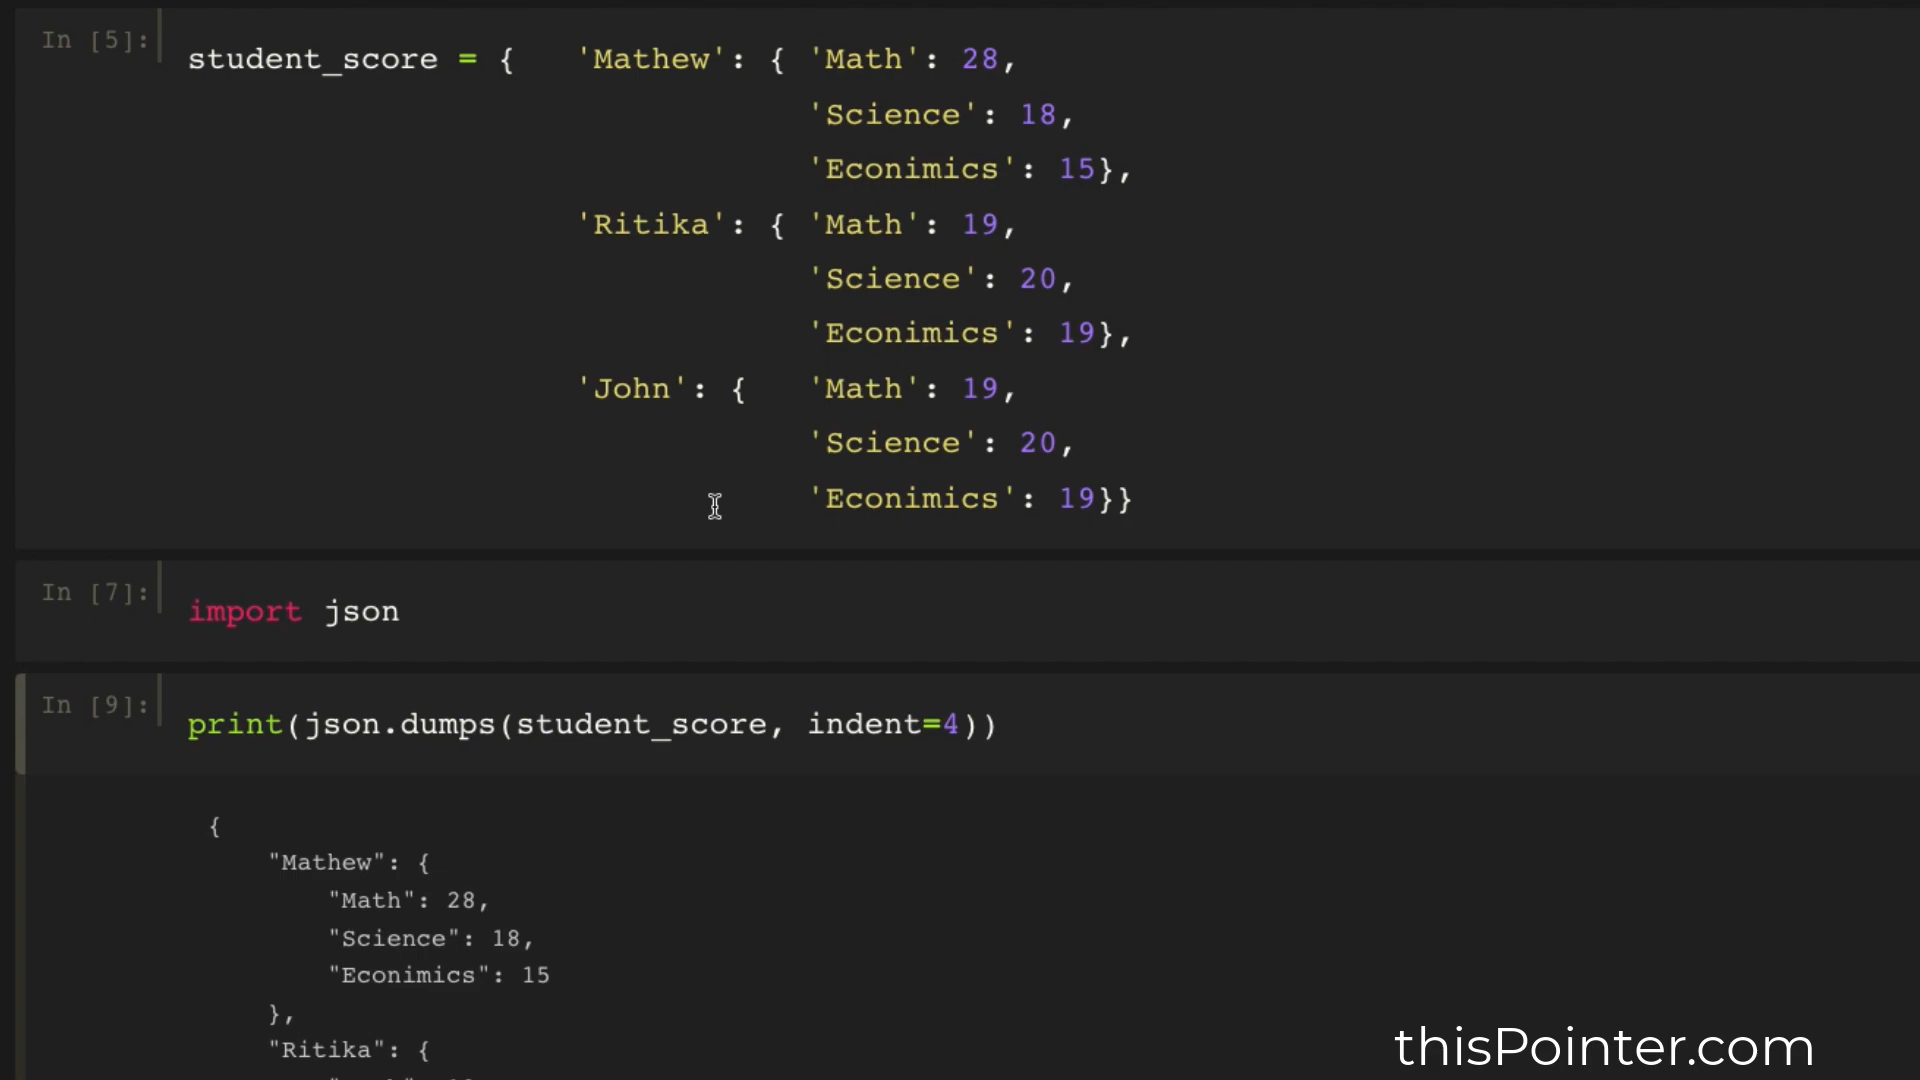 In [5]:
student_score = { 'Mathew': { 'Math': 28,
'Science': 18,
'Econimics': 15},
'Ritika': { 'Math': 19,
'Science': 20,
'Econimics': 19},
'John': { 'Math': 19,
'Science': 20,
'Econimics': 19}}
In [7]:
import json
In [9]:
print(json.dumps(student_score, indent=4))
{
"Mathew": {
"Math": 28,
"Science": 18,
"Econimics": 15
},
"Ritika": {
thisPointer.com